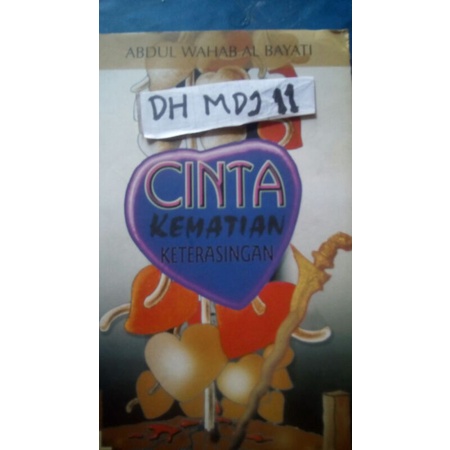 ABDUL WAHAB AL BAYATI
DH MDJ 11
CINTA
KEMATIAN
KETERASINGAN